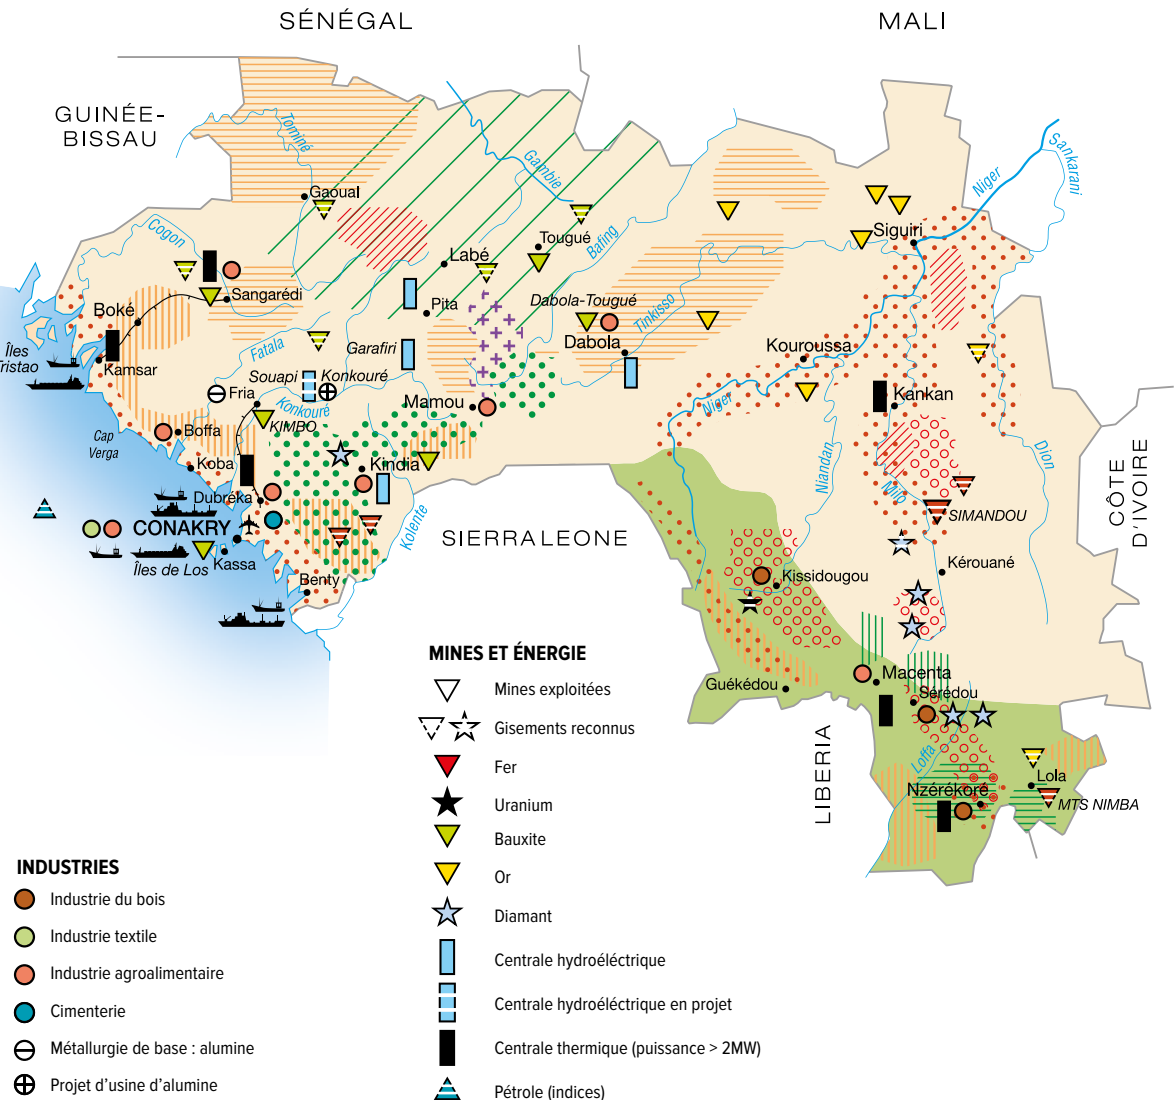 SÉNÉGAL
MALI
GUINÉE-
BISSAU
Tominé
Gambie
Niger
Sankarani
Gaoual
Cogon
Labé
Tougué
Bafing
Siguiri
Sangarédi
Boké
Pita
Dabola-Tougué
Tinkisso
Îles
Tristao
Kamsar
Fatala
Garafiri
Dabola
Kouroussa
Souapi
Konkouré
Fria
Konkouré
KIMBO
Mamou
Niger
Kankan
Cap
Verga
Boffa
Koba
Kindia
Niandan
Milo
Dion
CÔTE
D'IVOIRE
Dubréka
CONAKRY
Kolente
SIERRA LEONE
SIMANDOU
Îles de Los
Kassa
Benty
Kissidougou
Kérouané
Guékédou
Macenta
Sérédou
LIBERIA
Loffa
Nzérékoré
Lola
MTS NIMBA
MINES ET ÉNERGIE
Mines exploitées
Gisements reconnus
Fer
Uranium
Bauxite
Or
Diamant
Centrale hydroéléctrique
Centrale hydroéléctrique en projet
Centrale thermique (puissance > 2MW)
Pétrole (indices)
INDUSTRIES
Industrie du bois
Industrie textile
Industrie agroalimentaire
Cimenterie
Métallurgie de base : alumine
Projet d'usine d'alumine